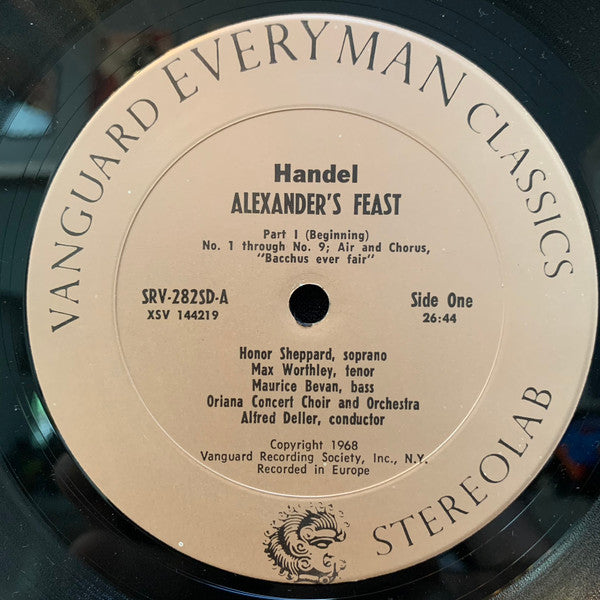 VANGUARD EVERYMAN CLASSICS
Handel
ALEXANDER'S FEAST
Part I (Beginning)
No. 1 through No. 9; Air and Chorus,
"Bacchus ever fair"
SRV-282SD-A
XSV 144219
Side One
26:44
Honor Sheppard, soprano
Max Worthley, tenor
Maurice Bevan, bass
Oriana Concert Choir and Orchestra
Alfred Deller, conductor
Copyright 1968
Vanguard Recording Society, Inc., N.Y.
Recorded in Europe
STEREOLAB